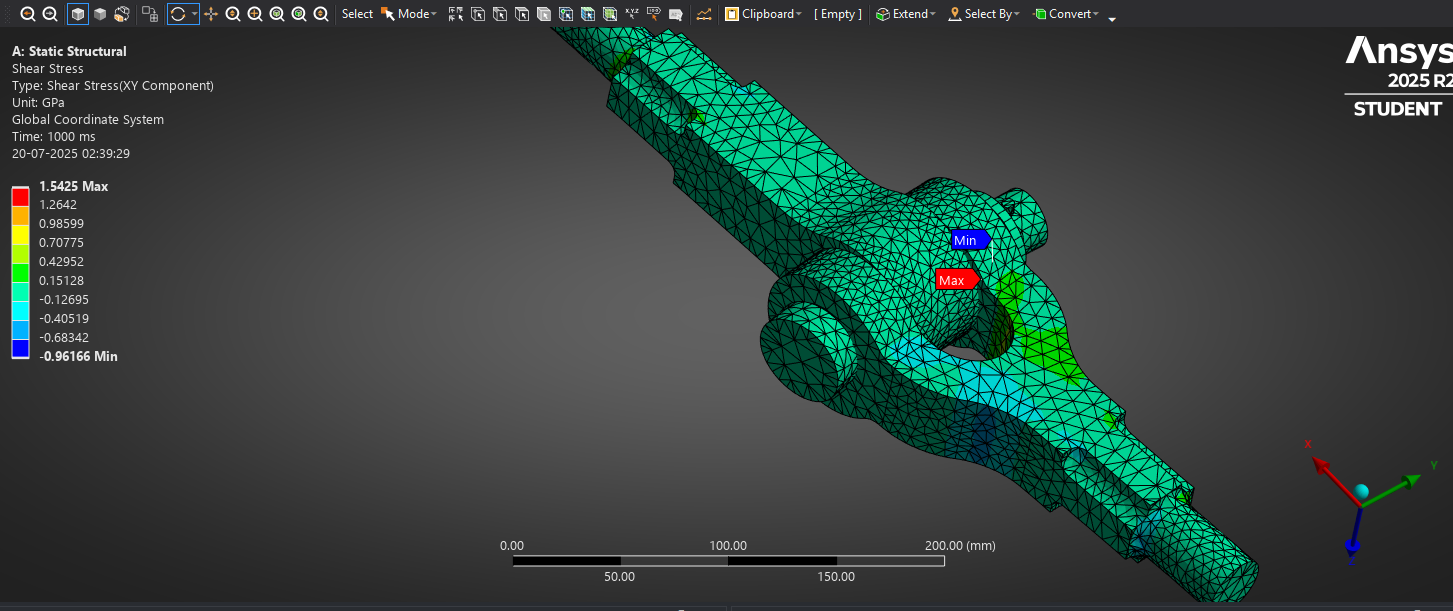 Select Mode Clipboard [ Empty ] Extend Select By Convert
A: Static Structural
Shear Stress
Type: Shear Stress(XY Component)
Unit: GPa
Global Coordinate System
Time: 1000 ms
20-07-2025 02:39:29
1.5425 Max
1.2642
0.98599
0.70775
0.42952
0.15128
-0.12695
-0.40519
-0.68342
-0.96166 Min
Ansys
2025 R2
STUDENT
Min
Max
X
Y
Z
0.00 100.00 200.00 (mm)
50.00 150.00